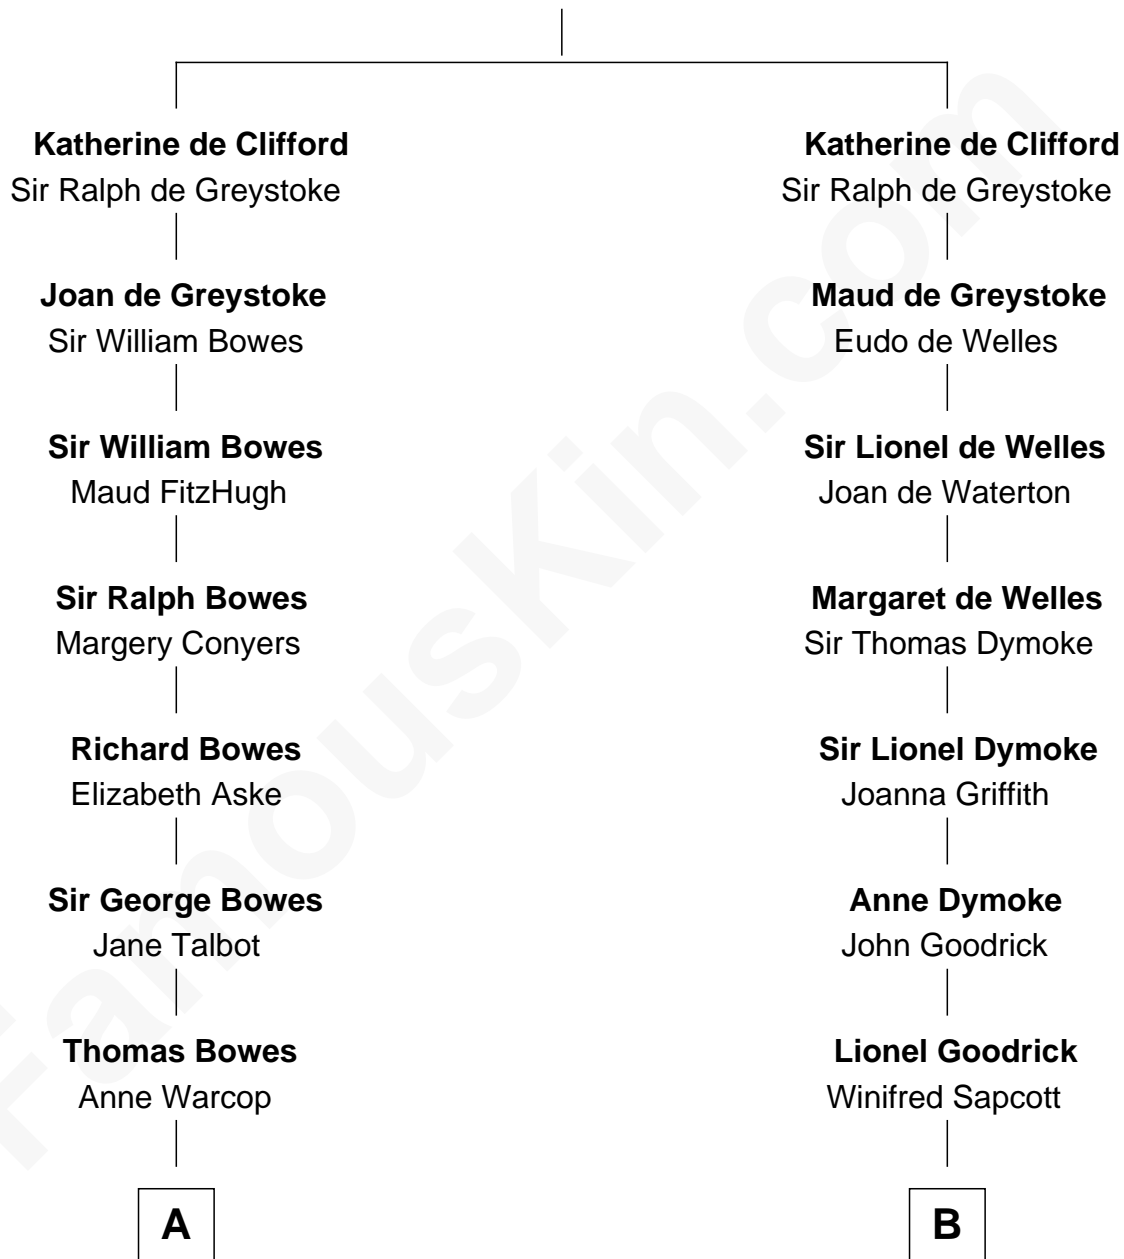 Katherine de Clifford
Sir Ralph de Greystoke
Joan de Greystoke
Sir William Bowes
Sir William Bowes
Maud FitzHugh
Sir Ralph Bowes
Margery Conyers
Richard Bowes
Elizabeth Aske
Sir George Bowes
Jane Talbot
Thomas Bowes
Anne Warcop
A
Katherine de Clifford
Sir Ralph de Greystoke
Maud de Greystoke
Eudo de Welles
Sir Lionel de Welles
Joan de Waterton
Margaret de Welles
Sir Thomas Dymoke
Sir Lionel Dymoke
Joanna Griffith
Anne Dymoke
John Goodrick
Lionel Goodrick
Winifred Sapcott
B
FamousKin.com